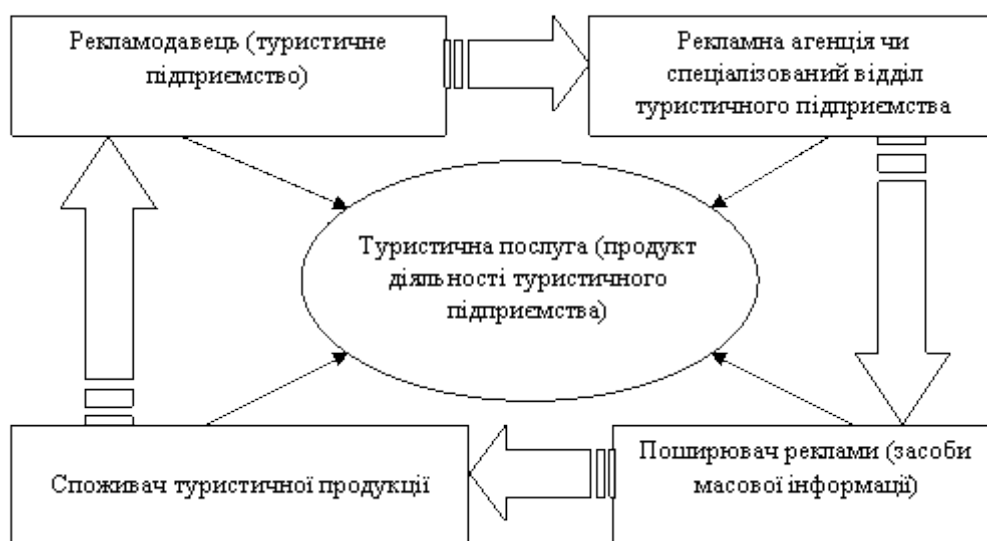 Рекламодавець (туристичне
підприємство)
Рекламна агенція чи
спеціалізований відділ
туристичного підприємства
Туристична послуга (продукт
діяльності туристичного
підприємства)
Споживач туристичної продукції
Поширювач реклами (засоби
масової інформації)